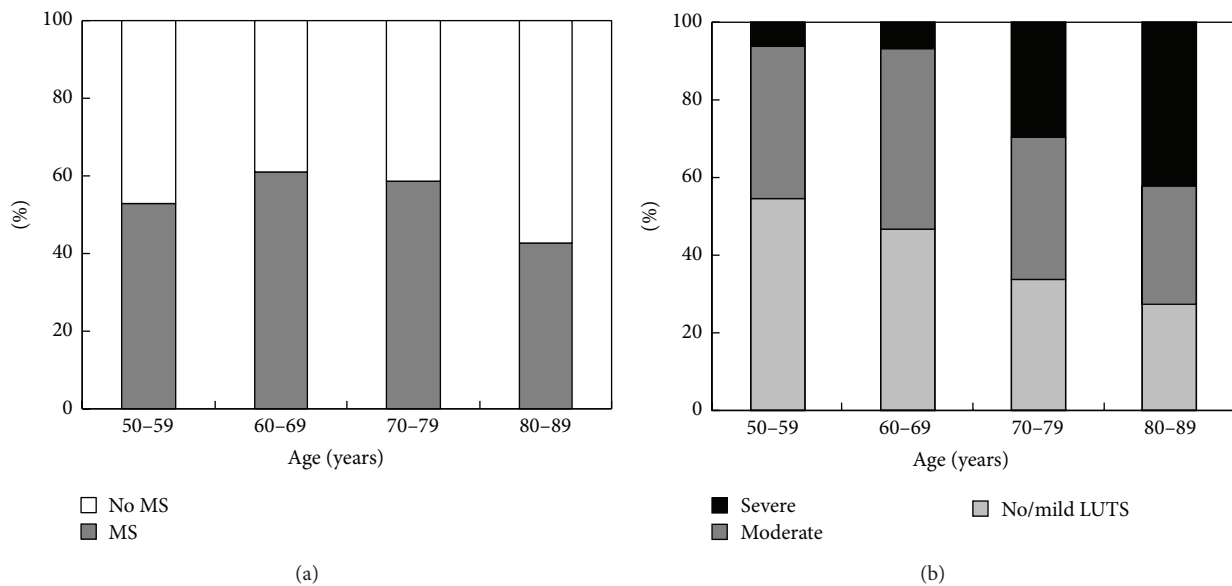 100
80
60
40
20
0
(%)
50–59 60–69 70–79 80–89
Age (years)
No MS
MS
(a)
100
80
60
40
20
0
(%)
50–59 60–69 70–79 80–89
Age (years)
Severe No/mild LUTS
Moderate
(b)